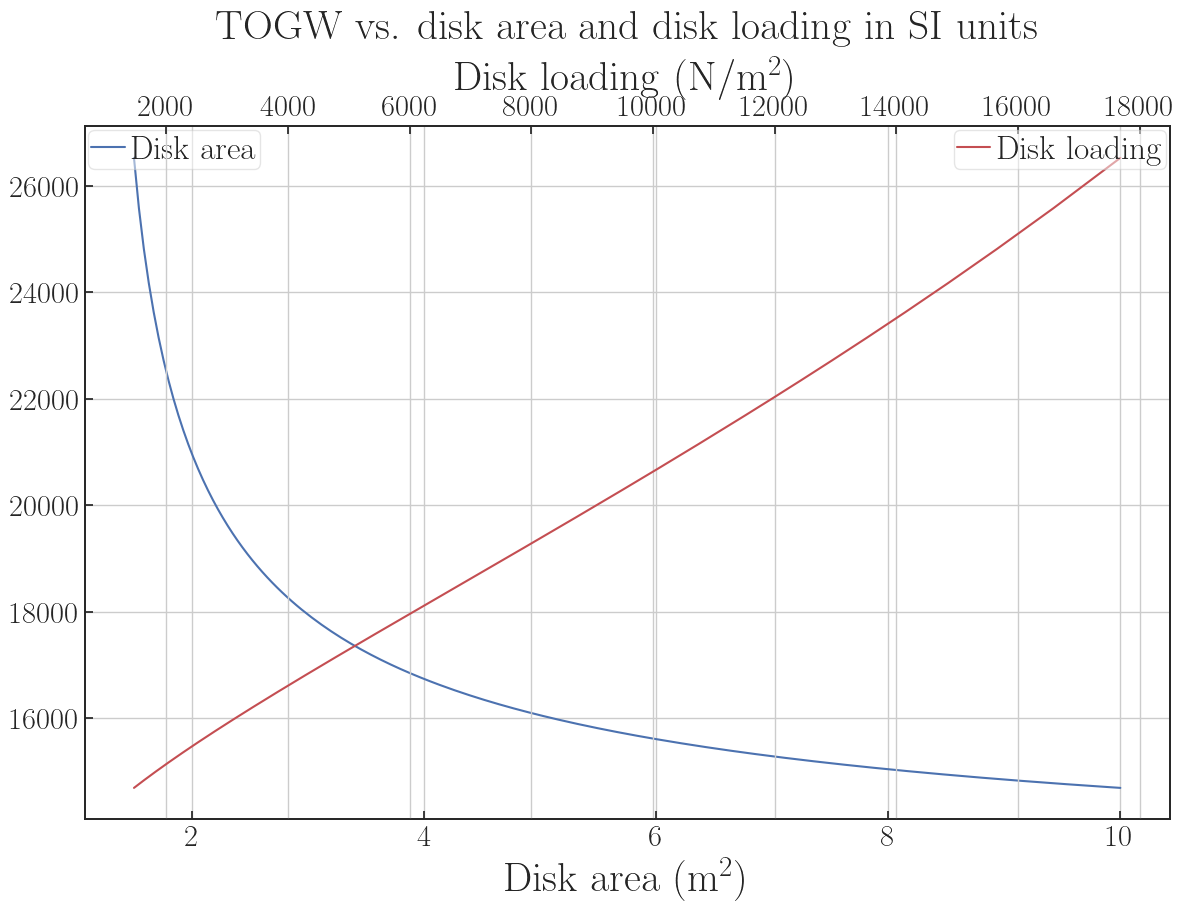 TOGW vs. disk area and disk loading in SI units
Disk loading (N/m²)
2000 4000 6000 8000 10000 12000 14000 16000 18000
Disk area
Disk loading
26000
24000
22000
20000
18000
16000
2 4 6 8 10
Disk area (m²)